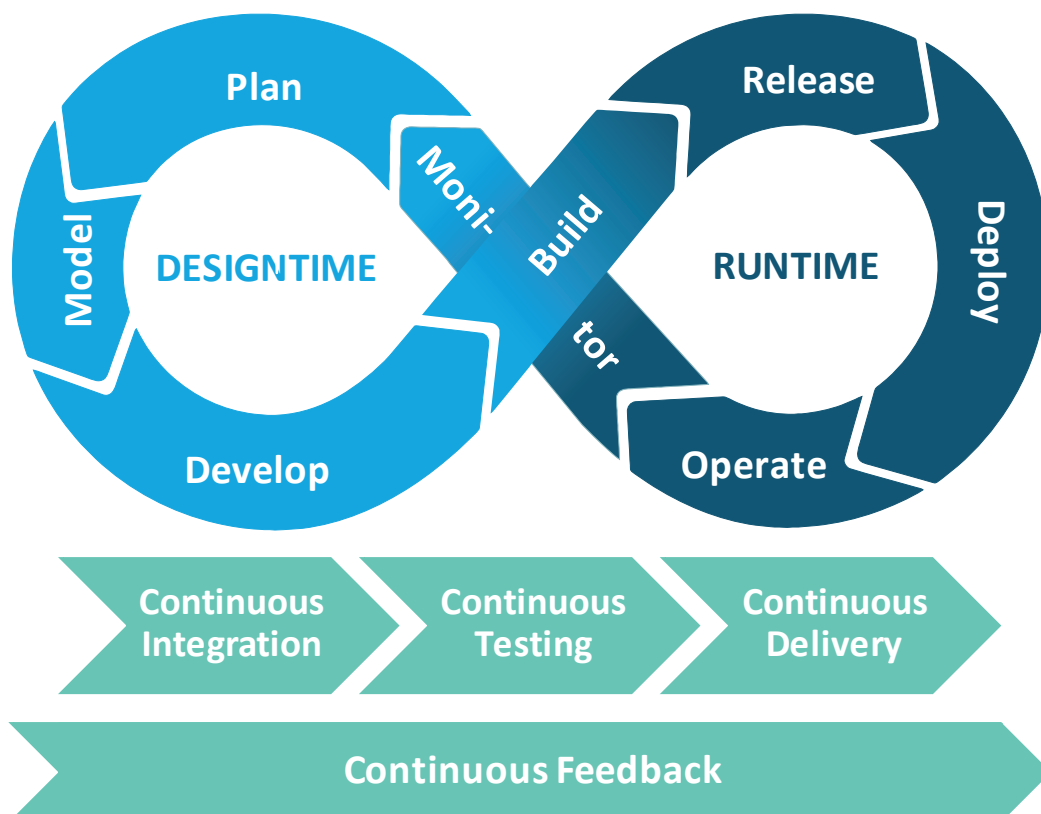 Plan
Release
Moni-
Build
Model
DESIGNTIME
RUNTIME
Deploy
tor
Develop
Operate
Continuous
Integration
Continuous
Testing
Continuous
Delivery
Continuous Feedback